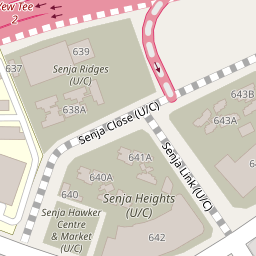 ew Tee
2
639
637
Senja Ridges
(U/C)
638A
643B
643A
Senja Close (U/C)
Senja Link (U/C)
641A
640A
640
Senja Heights
(U/C)
Senja Hawker
Centre
& Market
(U/C)
642